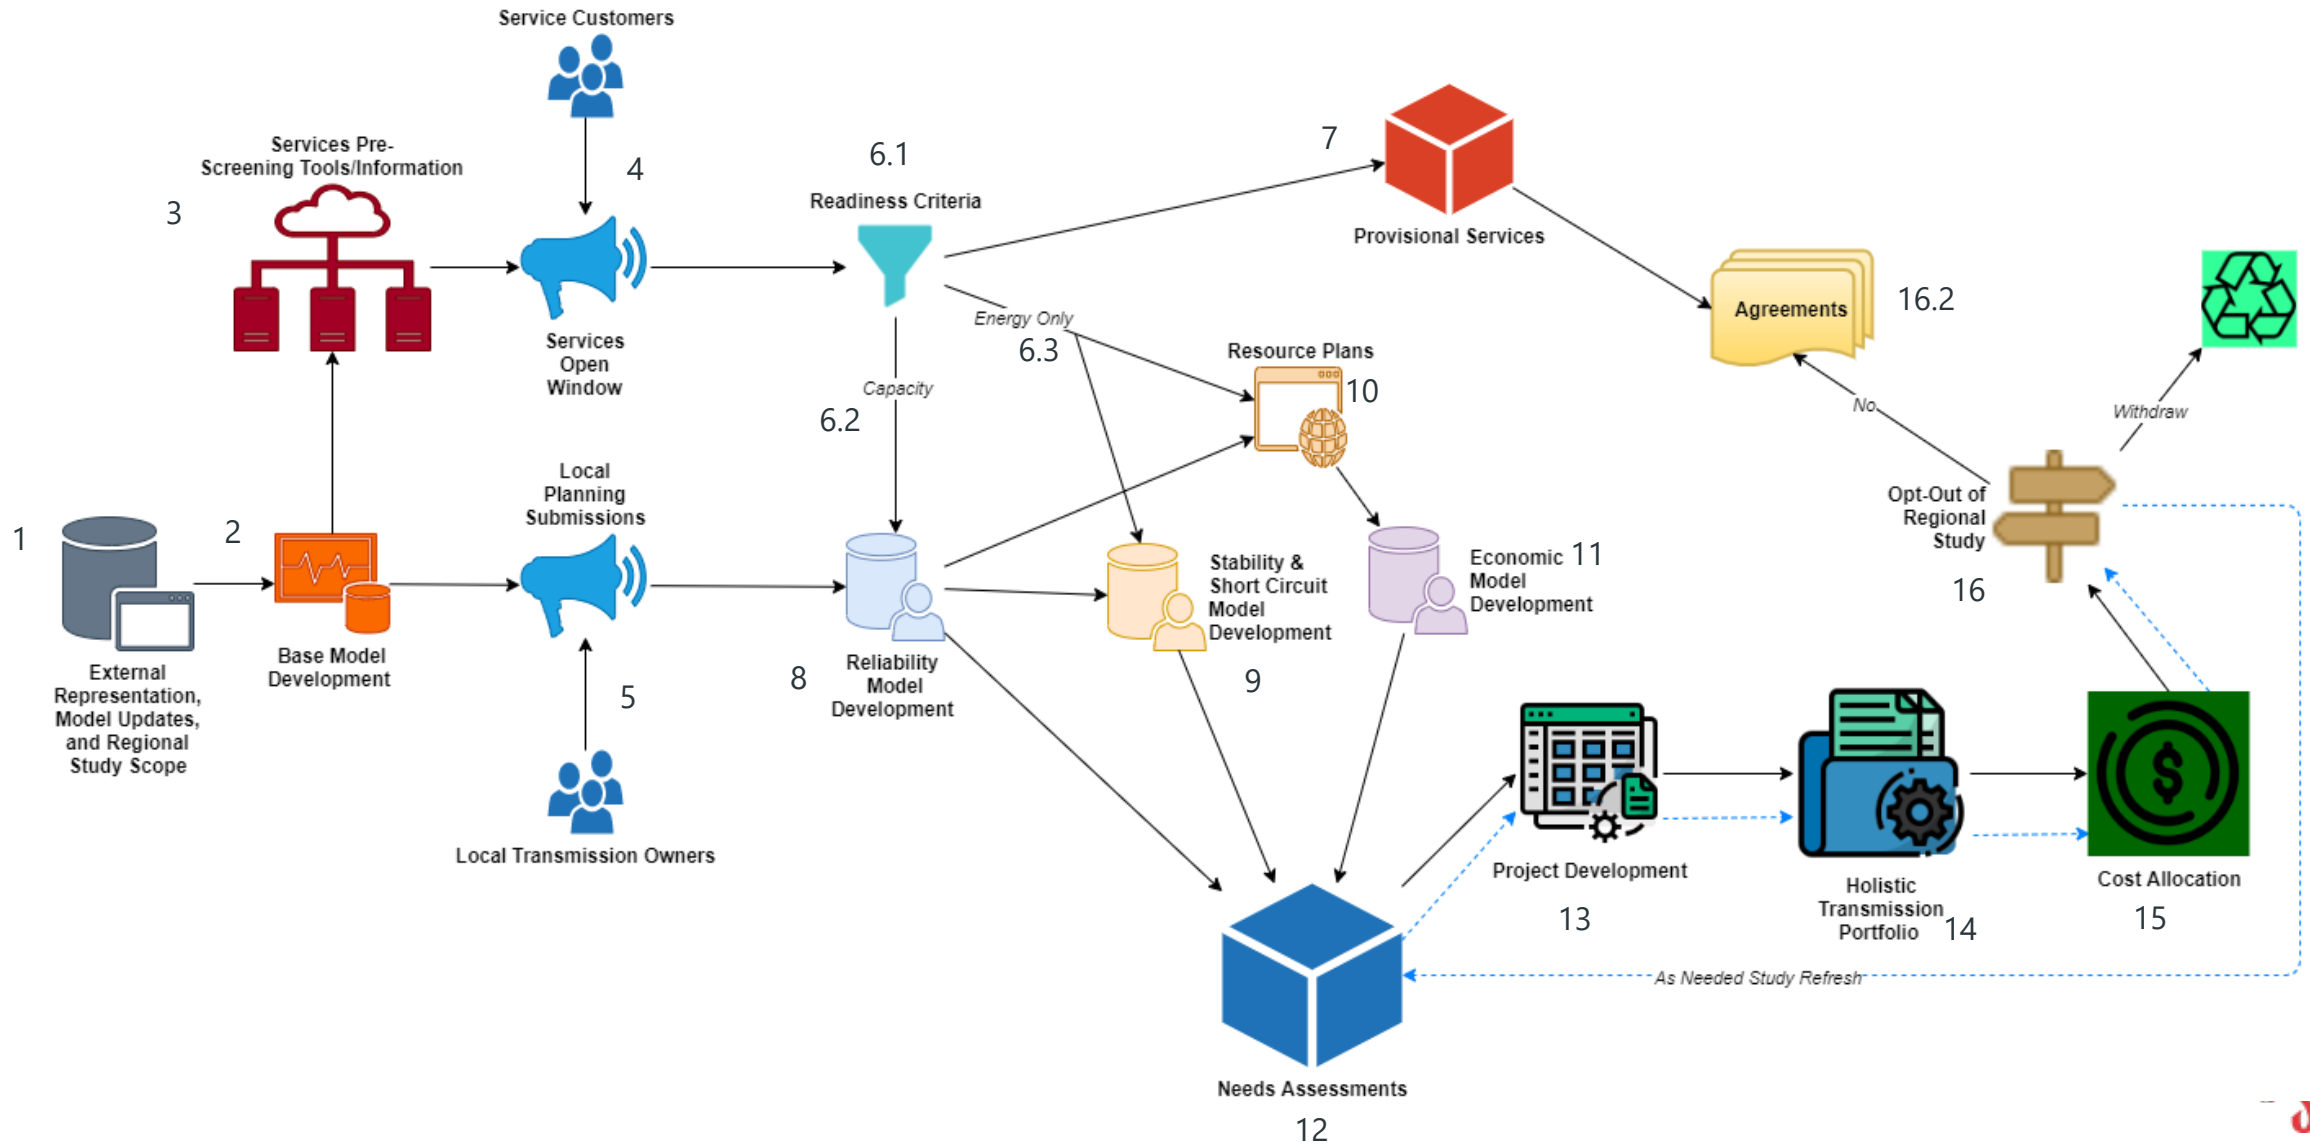 Service Customers
4
Services Pre-
Screening Tools/Information
3
Services
Open
Window
6.1
Readiness Criteria
7
Provisional Services
Energy Only
6.3
Capacity
6.2
Resource Plans
10
Agreements
16.2
No
Withdraw
Opt-Out of
Regional
Study
16
1
External
Representation,
Model Updates,
and Regional
Study Scope
2
Base Model
Development
Local
Planning
Submissions
5
Local Transmission Owners
8
Reliability
Model
Development
Stability &
Short Circuit
Model
Development
9
Economic 11
Model
Development
Project Development
13
Holistic
Transmission
Portfolio 14
Cost Allocation
15
As Needed Study Refresh
Needs Assessments
12